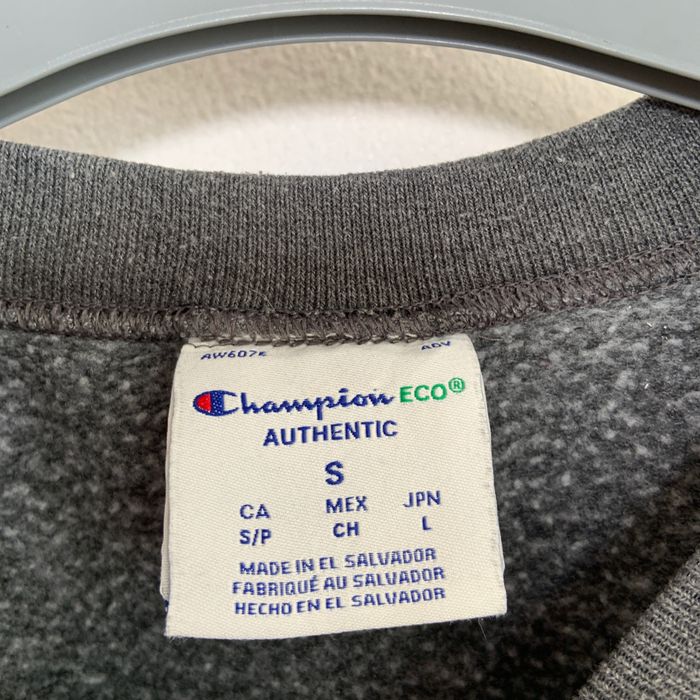 AW607E ADV
Champion ECO®
AUTHENTIC
S
CA MEX JPN
S/P CH L
MADE IN EL SALVADOR
FABRIQUÉ AU SALVADOR
HECHO EN EL SALVADOR